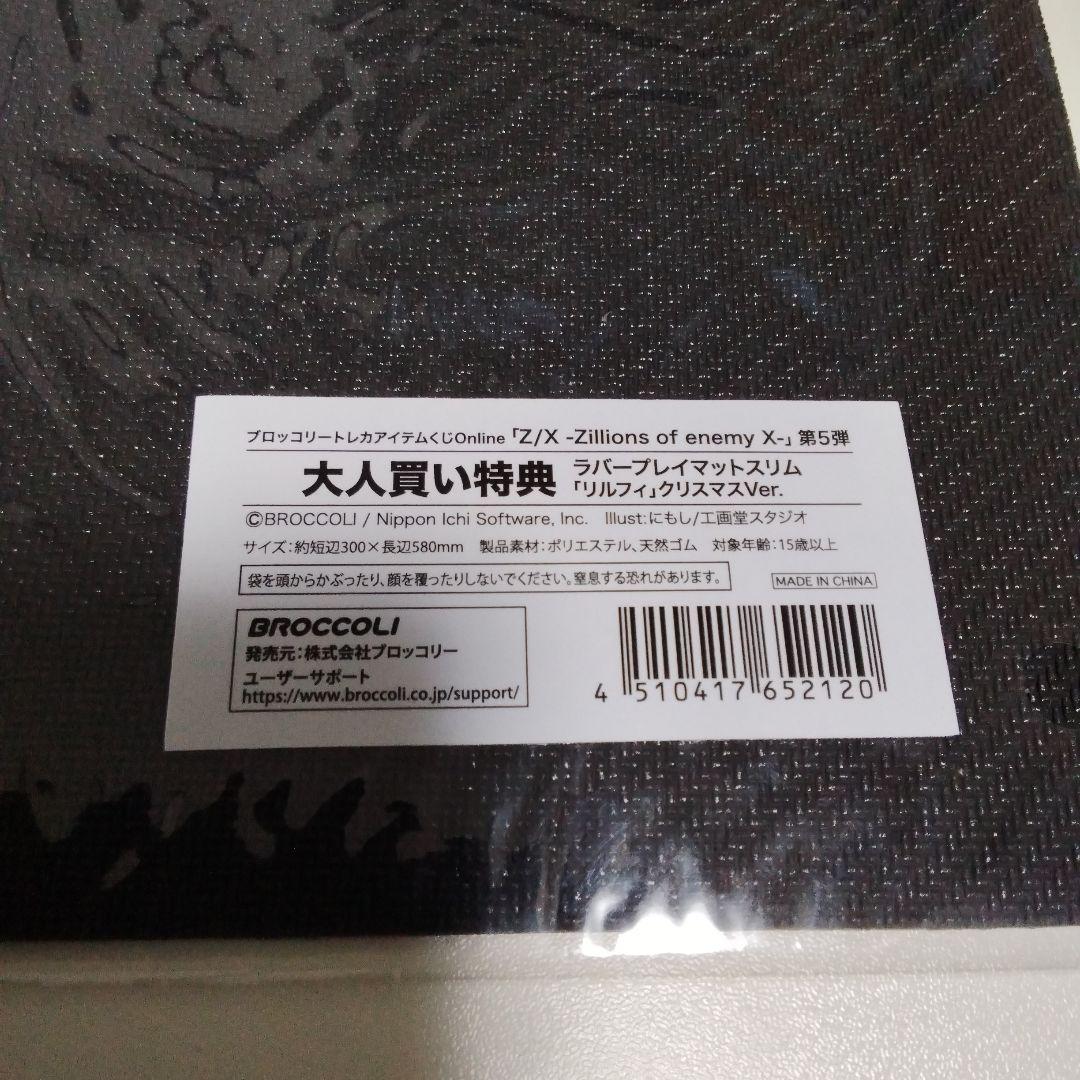 ブロッコリートレカアイテムくじOnline「Z/X -Zillions of enemy X-」第5弾
大人買い特典 ラバープレイマットスリム
「リルフィ」クリスマスVer.
©BROCCOLI / Nippon Ichi Software, Inc. Illust:にもし/工画堂スタジオ
サイズ:約短辺300×長辺580mm 製品素材:ポリエステル、天然ゴム 対象年齢:15歳以上
袋を頭からかぶったり、顔を覆ったりしないでください。窒息する恐れがあります。
MADE IN CHINA
BROCCOLI
発売元:株式会社ブロッコリー
ユーザーサポート
https://www.broccoli.co.jp/support/
4 510417 652120